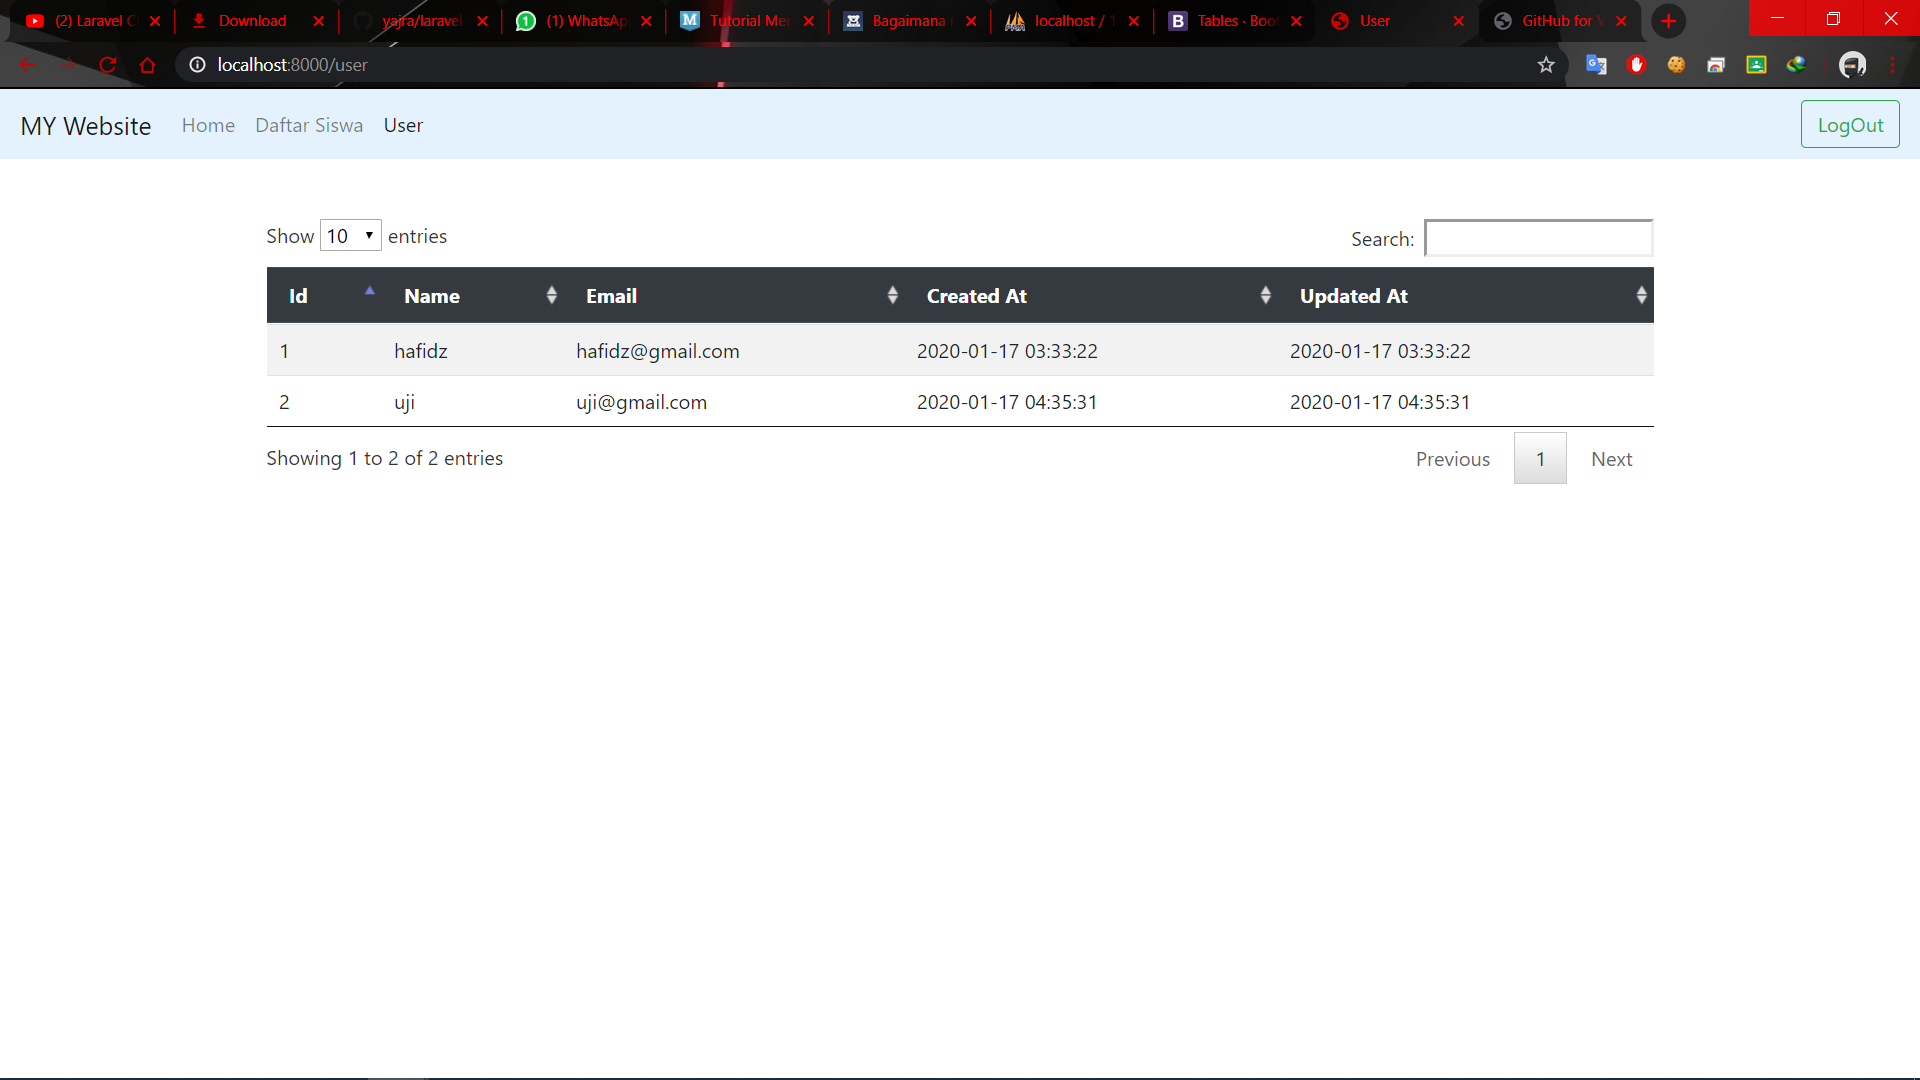 (2) Laravel C Download yajra/laravel- (1) WhatsAp Tutorial Mer Bagaimana localhost / 1 Tables · Boot User GitHub for V
localhost:8000/user
MY Website Home Daftar Siswa User LogOut
Show 10 entries Search:
Id Name Email Created At Updated At
1 hafidz hafidz@gmail.com 2020-01-17 03:33:22 2020-01-17 03:33:22
2 uji uji@gmail.com 2020-01-17 04:35:31 2020-01-17 04:35:31
Showing 1 to 2 of 2 entries Previous 1 Next